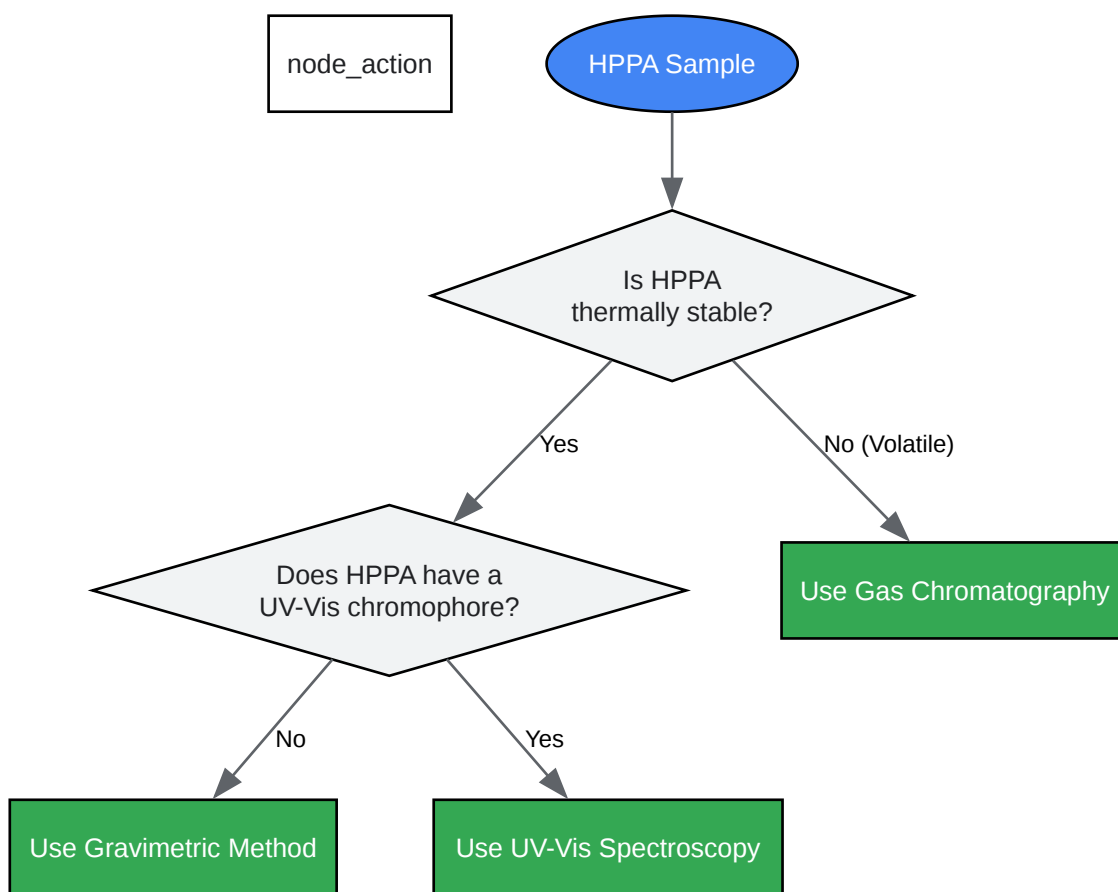 node_action
HPPA Sample
Is HPPA
thermally stable?
Yes
No (Volatile)
Does HPPA have a
UV-Vis chromophore?
Use Gas Chromatography
No
Yes
Use Gravimetric Method
Use UV-Vis Spectroscopy